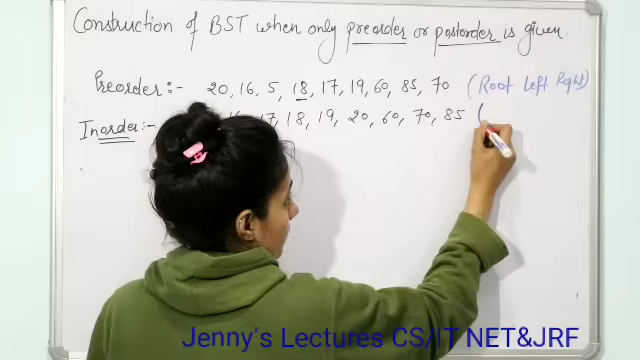 Construction of BST when only preorder or postorder is given.
Preorder:- 20, 16, 5, 18, 17, 19, 60, 85, 70 (Root Left Right)
Inorder:- 16, 17, 18, 19, 20, 60, 70, 85 (
Jenny's Lectures CS/IT NET&JRF